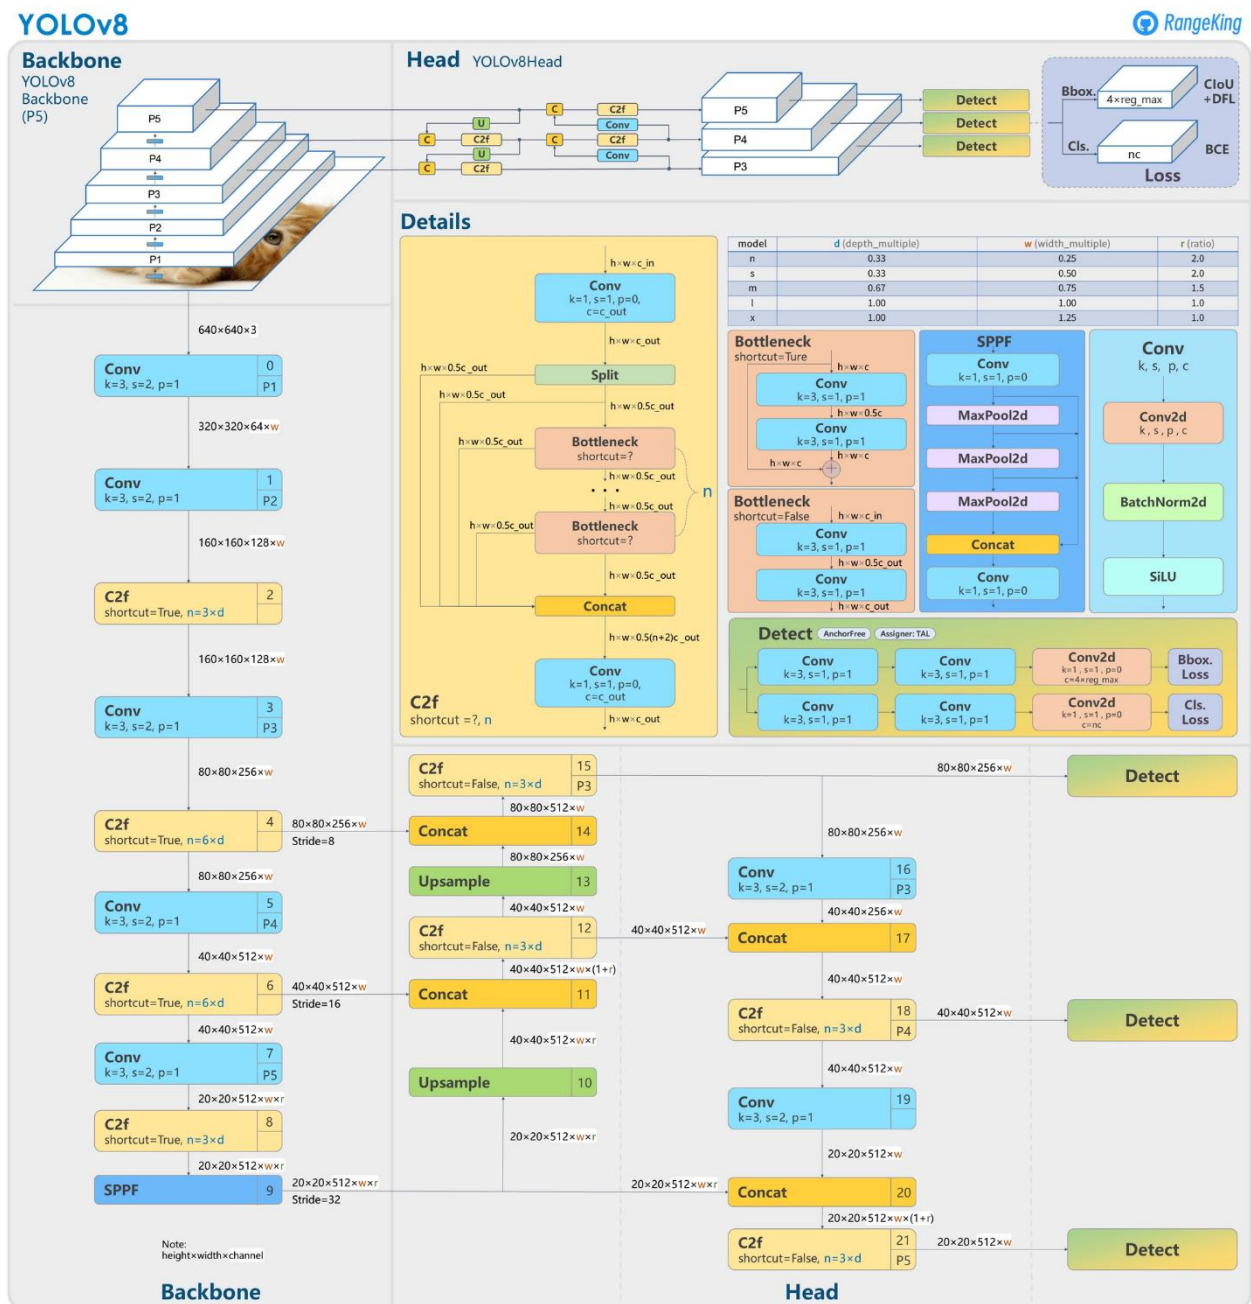 YOLOv8
RangeKing
Backbone
YOLOv8
Backbone
(P5)
P5
P4
P3
P2
P1
Head YOLOv8Head
C
C2f
U
Conv
C
C2f
C
C2f
U
Conv
C
C2f
P5
P4
P3
Detect
Detect
Detect
Bbox.
4×reg_max
CIoU
+DFL
Cls.
nc
BCE
Loss
640×640×3
Conv
k=3, s=2, p=1
0
P1
320×320×64×w
Conv
k=3, s=2, p=1
1
P2
160×160×128×w
C2f
shortcut=True, n=3×d
2
160×160×128×w
Conv
k=3, s=2, p=1
3
P3
80×80×256×w
C2f
shortcut=True, n=6×d
4
80×80×256×w
Stride=8
80×80×256×w
Conv
k=3, s=2, p=1
5
P4
40×40×512×w
C2f
shortcut=True, n=6×d
6
40×40×512×w
Stride=16
40×40×512×w
Conv
k=3, s=2, p=1
7
P5
20×20×512×w×r
C2f
shortcut=True, n=3×d
8
20×20×512×w×r
SPPF
9
20×20×512×w×r
Stride=32
Note:
height×width×channel
Backbone
Details
h×w×c_in
Conv
k=1, s=1, p=0,
c=c_out
h×w×c_out
h×w×0.5c_out
Split
h×w×0.5c_out
h×w×0.5c_out
h×w×0.5c_out
Bottleneck
shortcut=?
h×w×0.5c_out
• • •
n
h×w×0.5c_out
h×w×0.5c_out
Bottleneck
shortcut=?
h×w×0.5c_out
Concat
h×w×0.5(n+2)c_out
Conv
k=1, s=1, p=0,
c=c_out
C2f
shortcut =?, n
h×w×c_out
model d (depth_multiple) w (width_multiple) r (ratio)
n 0.33 0.25 2.0
s 0.33 0.50 2.0
m 0.67 0.75 1.5
l 1.00 1.00 1.0
x 1.00 1.25 1.0
Bottleneck
shortcut=Ture
h×w×c
Conv
k=3, s=1, p=1
h×w×0.5c
Conv
k=3, s=1, p=1
h×w×c
h×w×c
+
Bottleneck
shortcut=False
h×w×c_in
Conv
k=3, s=1, p=1
h×w×0.5c_out
Conv
k=3, s=1, p=1
h×w×c_out
SPPF
Conv
k=1, s=1, p=0
MaxPool2d
MaxPool2d
MaxPool2d
Concat
Conv
k=1, s=1, p=0
Conv
k, s, p, c
Conv2d
k, s, p, c
BatchNorm2d
SiLU
Detect AnchorFree Assigner: TAL
Conv
k=3, s=1, p=1
Conv
k=3, s=1, p=1
Conv2d
k=1, s=1, p=0
c=4×reg_max
Bbox.
Loss
Conv
k=3, s=1, p=1
Conv
k=3, s=1, p=1
Conv2d
k=1, s=1, p=0
c=nc
Cls.
Loss
C2f
shortcut=False, n=3×d
15
P3
80×80×512×w
Concat
14
80×80×256×w
Upsample
13
40×40×512×w
C2f
shortcut=False, n=3×d
12
40×40×512×w
40×40×512×w×(1+r)
Concat
11
40×40×512×w×r
Upsample
10
20×20×512×w×r
80×80×256×w
Detect
80×80×256×w
Conv
k=3, s=2, p=1
16
P3
40×40×256×w
Concat
17
40×40×512×w
C2f
shortcut=False, n=3×d
18
P4
40×40×512×w
Detect
40×40×512×w
Conv
k=3, s=2, p=1
19
20×20×512×w
20×20×512×w×r
Concat
20
20×20×512×w×(1+r)
C2f
shortcut=False, n=3×d
21
P5
20×20×512×w
Detect
Head